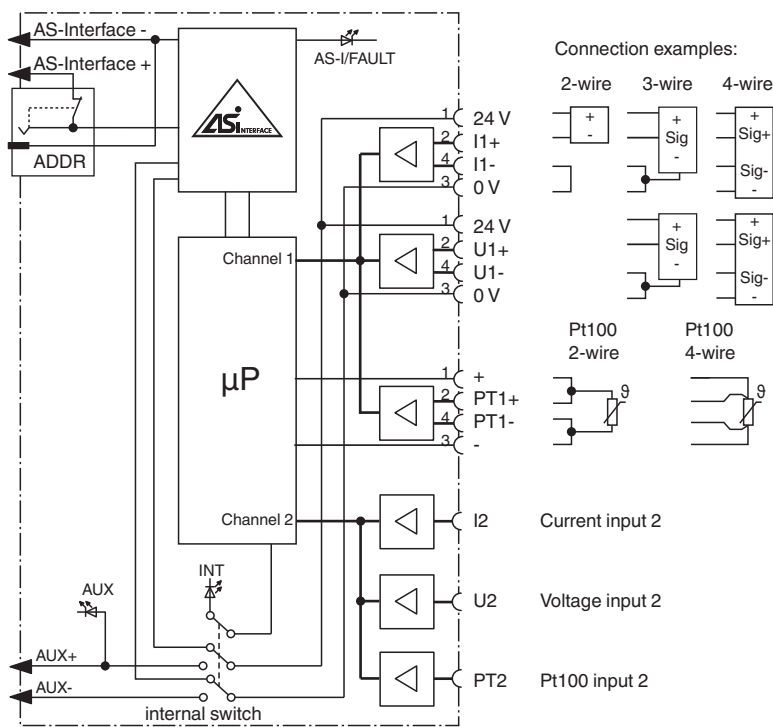 AS-Interface -
AS-Interface +
ADDR
ASi INTERFACE
AS-I/FAULT
Connection examples:
2-wire
3-wire
4-wire
1 24 V
2 I1+
4 I1-
3 0 V
+
-
+
Sig
-
+
Sig+
Sig-
-
1 24 V
2 U1+
4 U1-
3 0 V
+
Sig
-
+
Sig+
Sig-
-
Channel 1
µP
Pt100
2-wire
Pt100
4-wire
1 +
2 PT1+
4 PT1-
3 -
ϑ
ϑ
Channel 2
I2 Current input 2
INT
AUX
U2 Voltage input 2
AUX+
AUX-
PT2 Pt100 input 2
internal switch